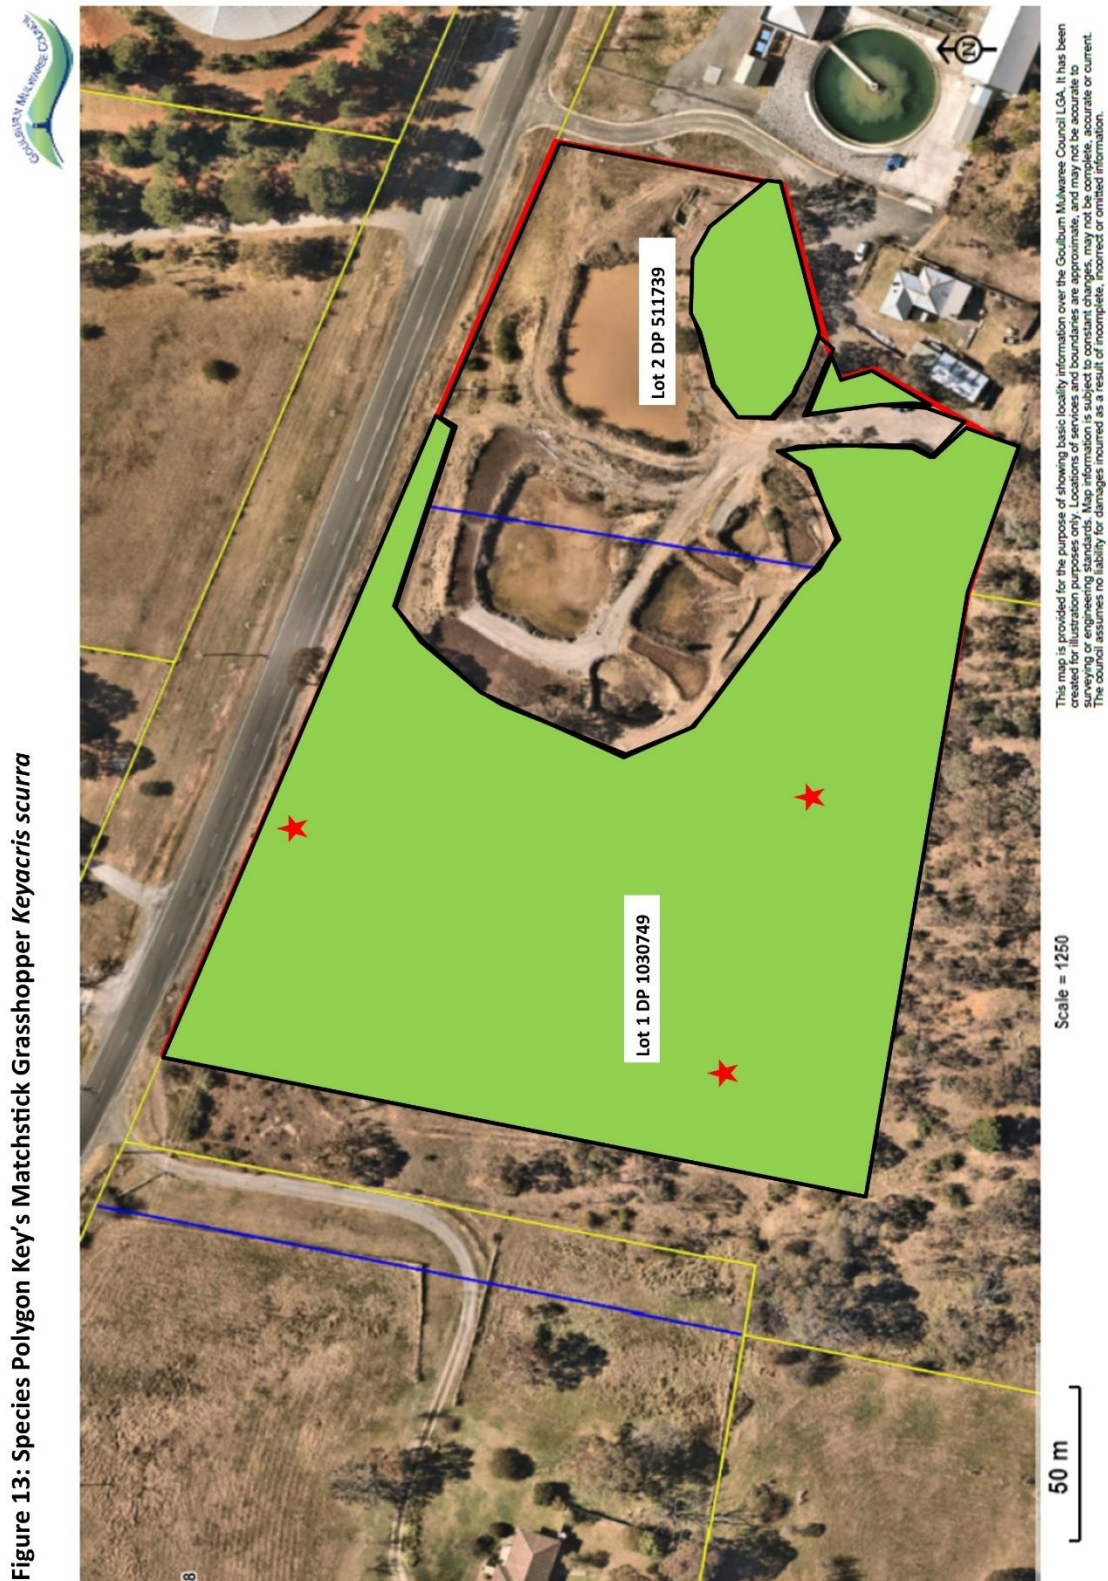 Figure 13: Species Polygon Key's Matchstick Grasshopper Keyacris scurra
GOULBURN MULWAREE COUNCIL
N
Lot 2 DP 511739
Lot 1 DP 1030749
8
50 m
Scale = 1250
This map is provided for the purpose of showing basic locality information over the Goulburn Mulwaree Council LGA. It has been
created for illustration purposes only. Locations of services and boundaries are approximate, and may not be accurate to
surveying or engineering standards. Map information is subject to constant changes, may not be complete, accurate or current.
The council assumes no liability for damages incurred as a result of incomplete, incorrect or omitted information.